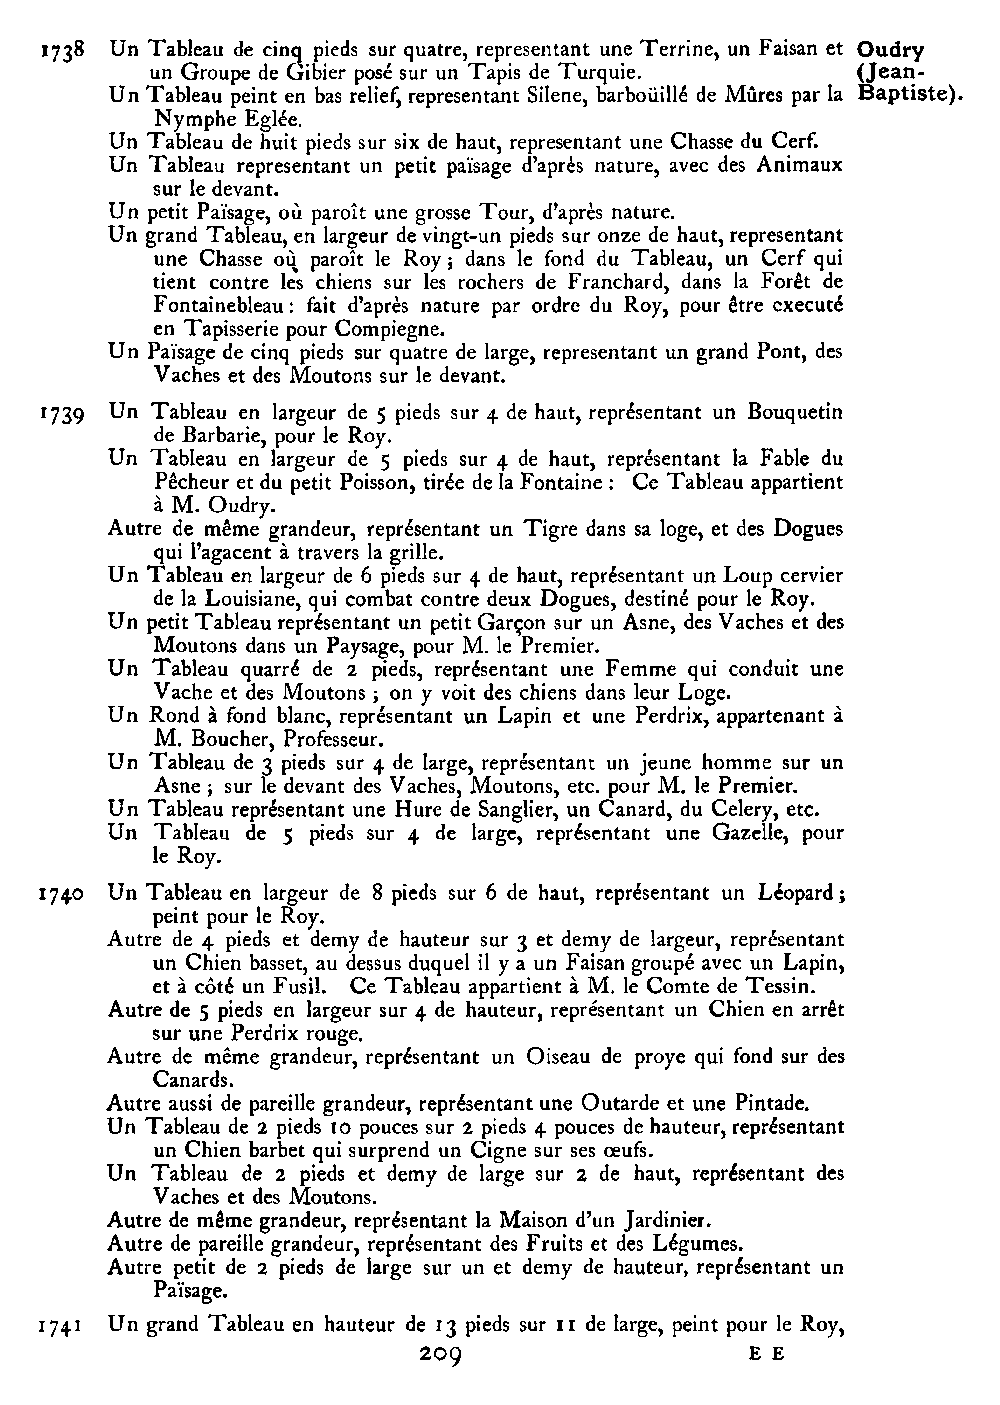 1738 Un Tableau de cinq pieds sur quatre, representant une Terrine, un Faisan et Oudry
un Groupe de Gibier posé sur un Tapis de Turquie. (Jean-
Un Tableau peint en bas relief, representant Silene, barboüillé de Mûres par la Baptiste).
Nymphe Eglée.
Un Tableau de huit pieds sur six de haut, representant une Chasse du Cerf.
Un Tableau representant un petit païsage d'après nature, avec des Animaux
sur le devant.
Un petit Païsage, où paroît une grosse Tour, d'après nature.
Un grand Tableau, en largeur de vingt-un pieds sur onze de haut, representant
une Chasse où paroît le Roy ; dans le fond du Tableau, un Cerf qui
tient contre les chiens sur les rochers de Franchard, dans la Forêt de
Fontainebleau : fait d'après nature par ordre du Roy, pour être executé
en Tapisserie pour Compiegne.
Un Païsage de cinq pieds sur quatre de large, representant un grand Pont, des
Vaches et des Moutons sur le devant.
1739 Un Tableau en largeur de 5 pieds sur 4 de haut, représentant un Bouquetin
de Barbarie, pour le Roy.
Un Tableau en largeur de 5 pieds sur 4 de haut, représentant la Fable du
Pêcheur et du petit Poisson, tirée de la Fontaine : Ce Tableau appartient
à M. Oudry.
Autre de même grandeur, représentant un Tigre dans sa loge, et des Dogues
qui l'agacent à travers la grille.
Un Tableau en largeur de 6 pieds sur 4 de haut, représentant un Loup cervier
de la Louisiane, qui combat contre deux Dogues, destiné pour le Roy.
Un petit Tableau représentant un petit Garçon sur un Asne, des Vaches et des
Moutons dans un Paysage, pour M. le Premier.
Un Tableau quarré de 2 pieds, représentant une Femme qui conduit une
Vache et des Moutons ; on y voit des chiens dans leur Loge.
Un Rond à fond blanc, représentant un Lapin et une Perdrix, appartenant à
M. Boucher, Professeur.
Un Tableau de 3 pieds sur 4 de large, représentant un jeune homme sur un
Asne ; sur le devant des Vaches, Moutons, etc. pour M. le Premier.
Un Tableau représentant une Hure de Sanglier, un Canard, du Celery, etc.
Un Tableau de 5 pieds sur 4 de large, représentant une Gazelle, pour
le Roy.
1740 Un Tableau en largeur de 8 pieds sur 6 de haut, représentant un Léopard ;
peint pour le Roy.
Autre de 4 pieds et demy de hauteur sur 3 et demy de largeur, représentant
un Chien basset, au dessus duquel il y a un Faisan groupé avec un Lapin,
et à côté un Fusil. Ce Tableau appartient à M. le Comte de Tessin.
Autre de 5 pieds en largeur sur 4 de hauteur, représentant un Chien en arrêt
sur une Perdrix rouge.
Autre de même grandeur, représentant un Oiseau de proye qui fond sur des
Canards.
Autre aussi de pareille grandeur, représentant une Outarde et une Pintade.
Un Tableau de 2 pieds 10 pouces sur 2 pieds 4 pouces de hauteur, représentant
un Chien barbet qui surprend un Cigne sur ses œufs.
Un Tableau de 2 pieds et demy de large sur 2 de haut, représentant des
Vaches et des Moutons.
Autre de même grandeur, représentant la Maison d'un Jardinier.
Autre de pareille grandeur, représentant des Fruits et des Légumes.
Autre petit de 2 pieds de large sur un et demy de hauteur, représentant un
Païsage.
1741 Un grand Tableau en hauteur de 13 pieds sur 11 de large, peint pour le Roy,
209 E E